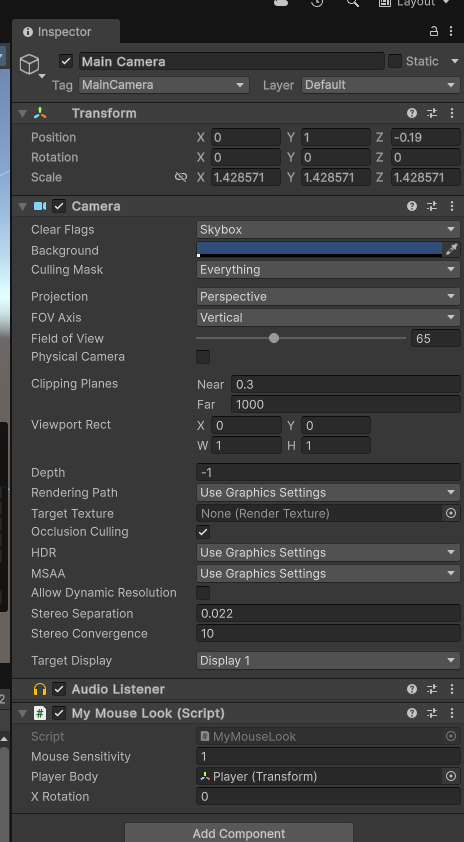 Layout
Inspector
Main Camera Static
Tag MainCamera Layer Default
Transform
Position X 0 Y 1 Z -0.19
Rotation X 0 Y 0 Z 0
Scale X 1.428571 Y 1.428571 Z 1.428571
Camera
Clear Flags Skybox
Background
Culling Mask Everything
Projection Perspective
FOV Axis Vertical
Field of View 65
Physical Camera
Clipping Planes Near 0.3
Far 1000
Viewport Rect X 0 Y 0
W 1 H 1
Depth -1
Rendering Path Use Graphics Settings
Target Texture None (Render Texture)
Occlusion Culling
HDR Use Graphics Settings
MSAA Use Graphics Settings
Allow Dynamic Resolution
Stereo Separation 0.022
Stereo Convergence 10
Target Display Display 1
Audio Listener
2
# My Mouse Look (Script)
Script # MyMouseLook
Mouse Sensitivity 1
Player Body Player (Transform)
X Rotation 0
Add Component